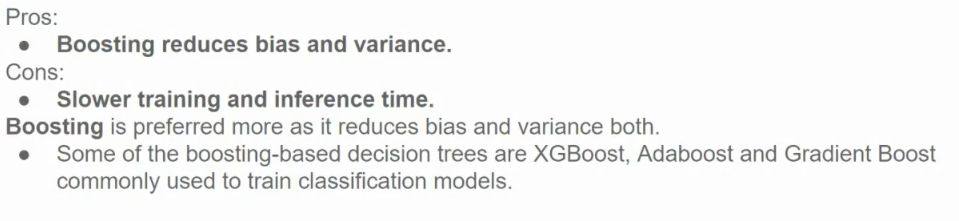 Pros:
● Boosting reduces bias and variance.
Cons:
● Slower training and inference time.
Boosting is preferred more as it reduces bias and variance both.
● Some of the boosting-based decision trees are XGBoost, Adaboost and Gradient Boost
commonly used to train classification models.